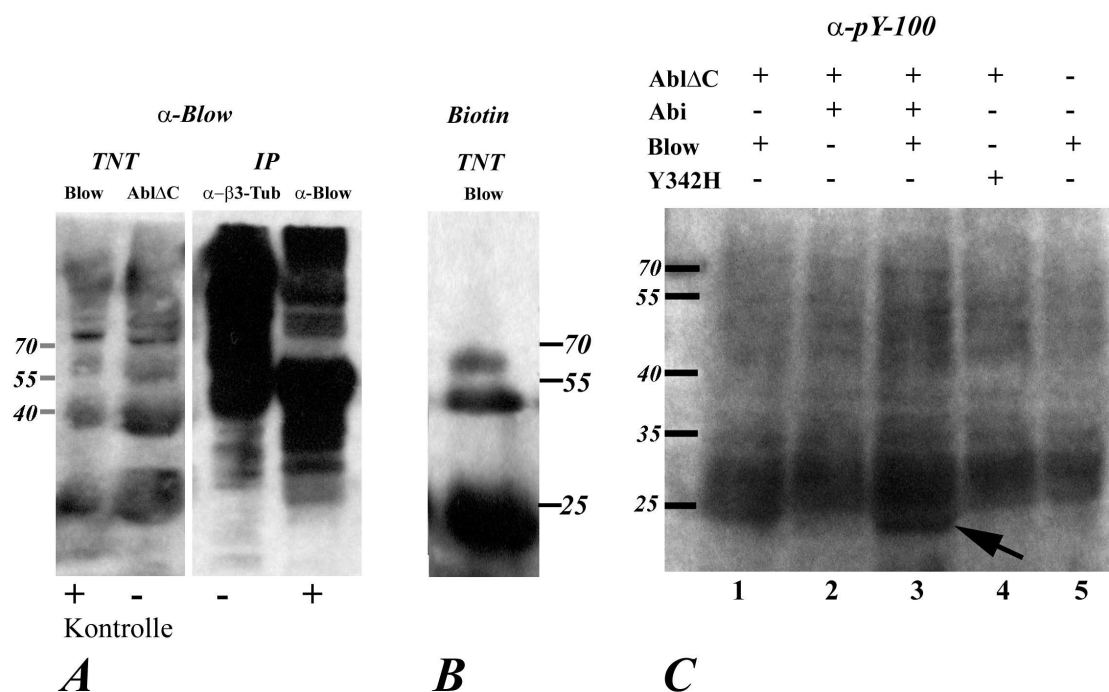 α-Blow
TNT IP
Blow AblΔC α-β3-Tub α-Blow
70
55
40
+ - - +
Kontrolle
A
Biotin
TNT
Blow
70
55
25
B
α-pY-100
AblΔC + + + + -
Abi - + + - -
Blow + - + - +
Y342H - - - + -
70
55
40
35
25
1 2 3 4 5
C